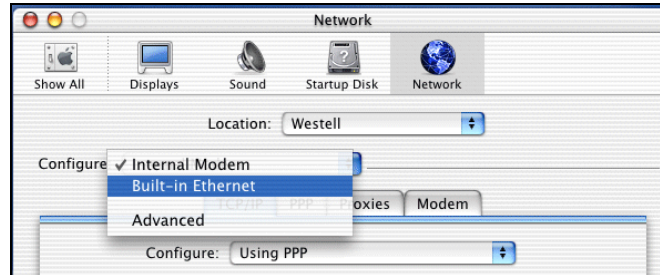 Network
Show All Displays Sound Startup Disk Network
Location: Westell
Configure ✓ Internal Modem
Built-in Ethernet
TCP/IP PPP Proxies Modem
Advanced
Configure: Using PPP